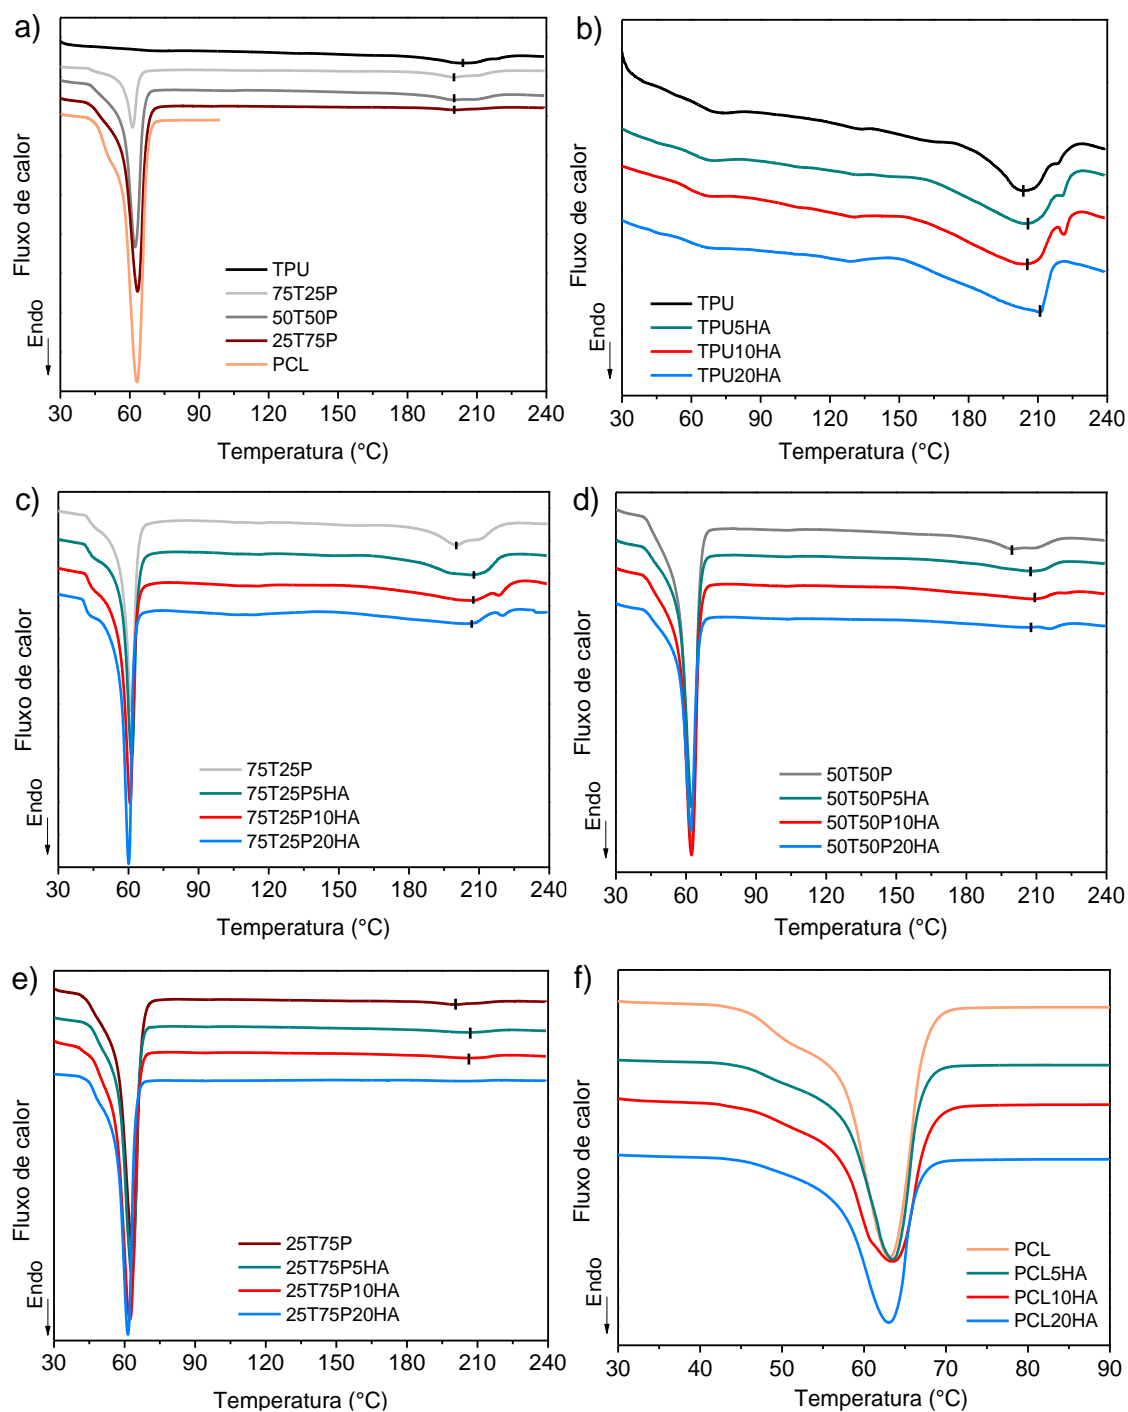 a)
Fluxo de calor
Endo
TPU
75T25P
50T50P
25T75P
PCL
30 60 90 120 150 180 210 240
Temperatura (°C)
b)
Fluxo de calor
Endo
TPU
TPU5HA
TPU10HA
TPU20HA
30 60 90 120 150 180 210 240
Temperatura (°C)
c)
Fluxo de calor
Endo
75T25P
75T25P5HA
75T25P10HA
75T25P20HA
30 60 90 120 150 180 210 240
Temperatura (°C)
d)
Fluxo de calor
Endo
50T50P
50T50P5HA
50T50P10HA
50T50P20HA
30 60 90 120 150 180 210 240
Temperatura (°C)
e)
Fluxo de calor
Endo
25T75P
25T75P5HA
25T75P10HA
25T75P20HA
30 60 90 120 150 180 210 240
Temperatura (°C)
f)
Fluxo de calor
Endo
PCL
PCL5HA
PCL10HA
PCL20HA
30 40 50 60 70 80 90
Temperatura (°C)